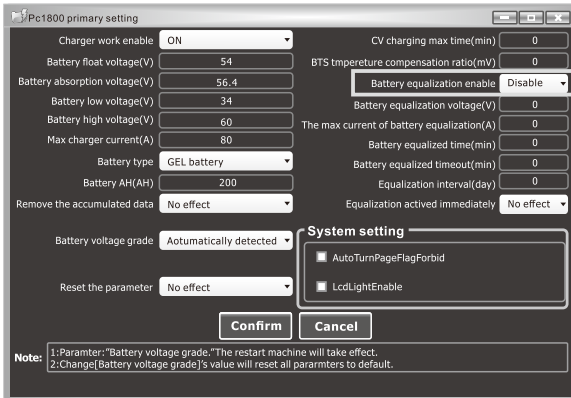 Pc1800 primary setting
Charger work enable ON
Battery float voltage(V) 54
Battery absorption voltage(V) 56.4
Battery low voltage(V) 34
Battery high voltage(V) 60
Max charger current(A) 80
Battery type GEL battery
Battery AH(AH) 200
Remove the accumulated data No effect
Battery voltage grade Aotumatically detected
Reset the parameter No effect
CV charging max time(min) 0
BTS tmpereture compensation ratio(mV) 0
Battery equalization enable Disable
Battery equalization voltage(V) 0
The max current of battery equalization(A) 0
Battery equalized time(min) 0
Battery equalized timeout(min) 0
Equalization interval(day) 0
Equalization actived immediately No effect
System setting
AutoTurnPageFlagForbid
LcdLightEnable
Confirm Cancel
Note: 1:Paramter:"Battery voltage grade."The restart machine will take effect.
2:Change[Battery voltage grade]'s value will reset all pararmters to default.